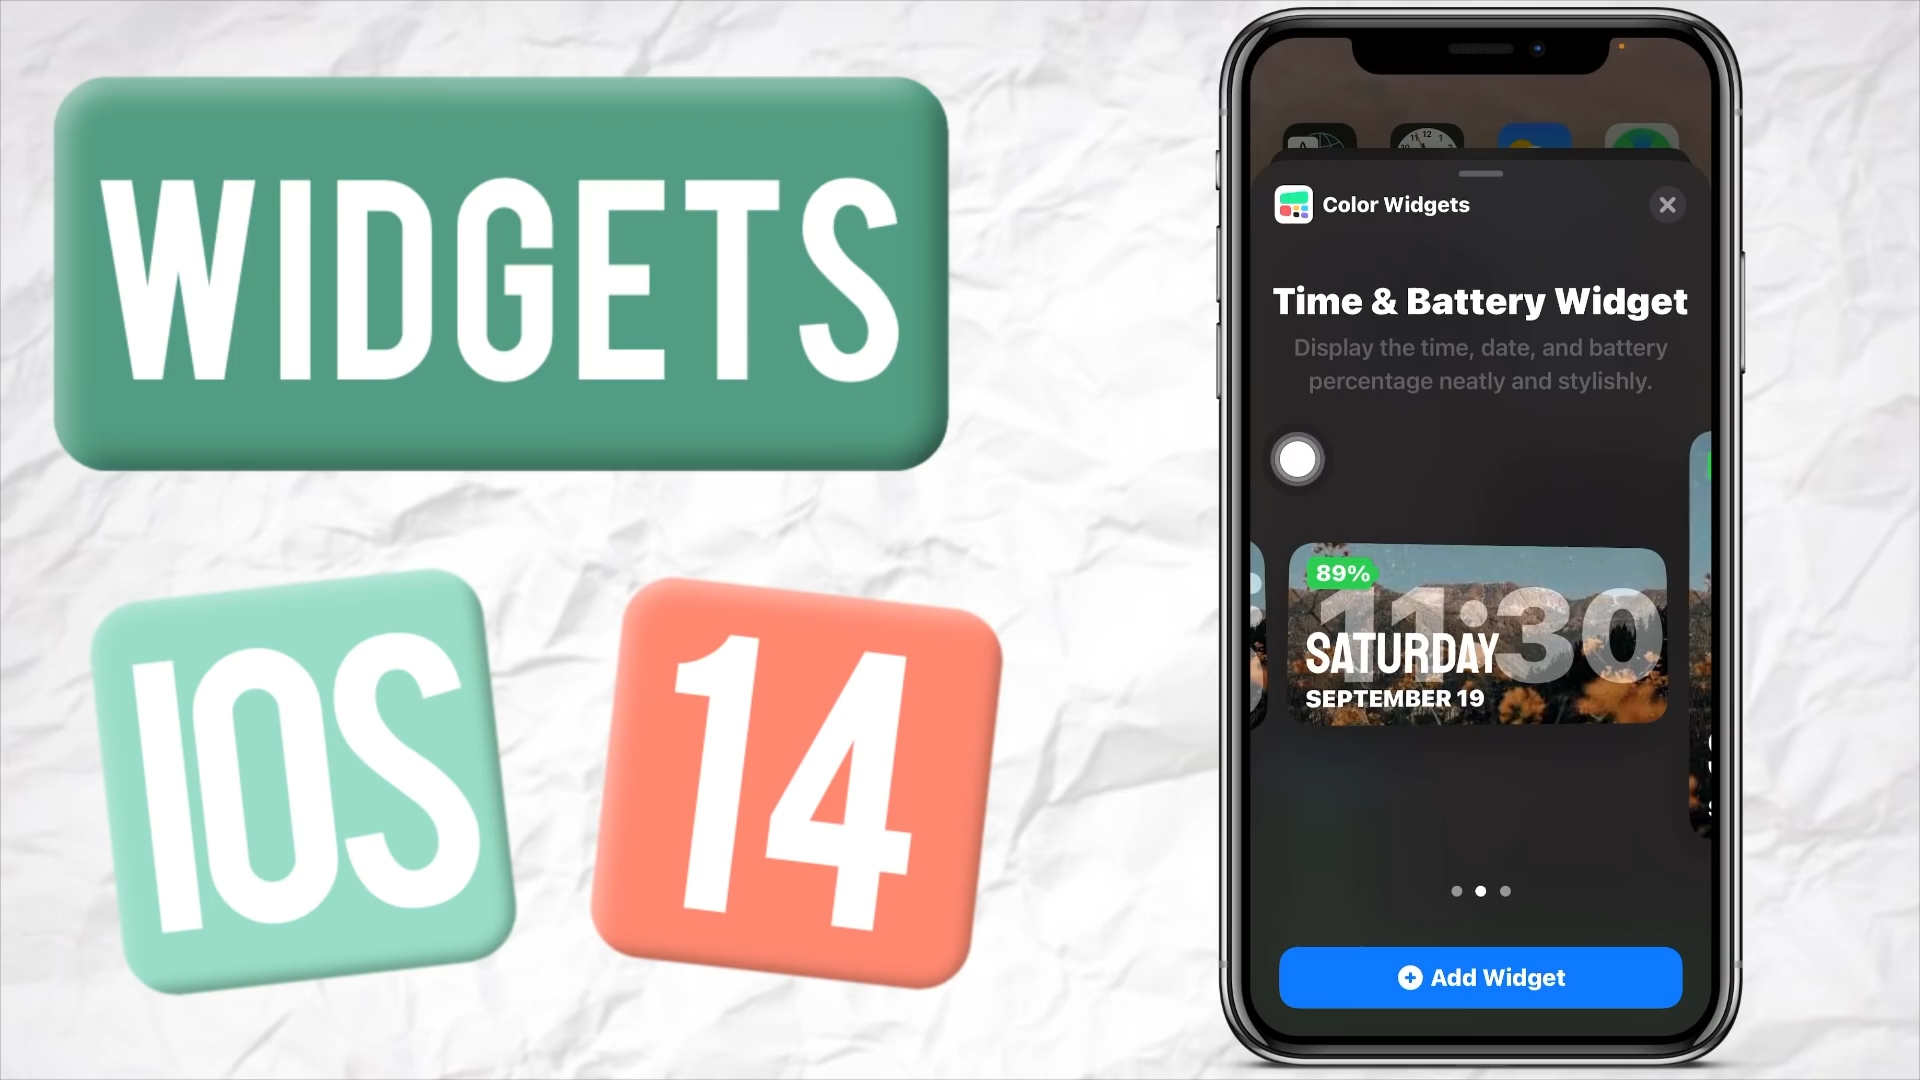 WIDGETS
IOS
14
Color Widgets
Time & Battery Widget
Display the time, date, and battery
percentage neatly and stylishly.
89%
11:30
SATURDAY
SEPTEMBER 19
Add Widget